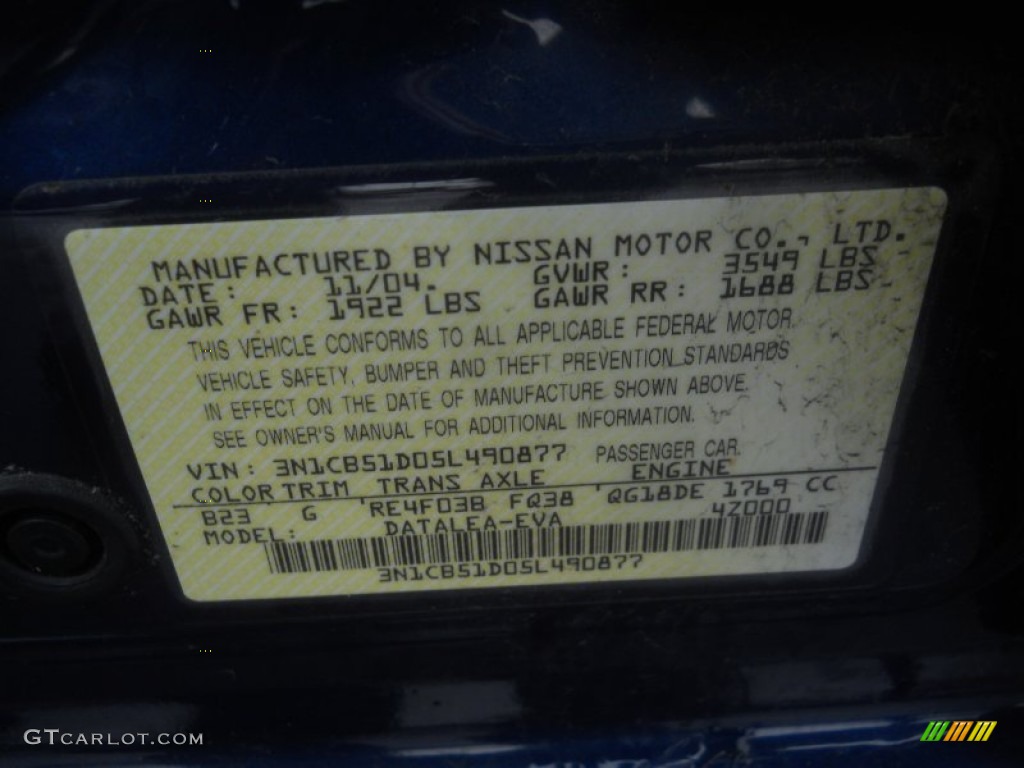 MANUFACTURED BY NISSAN MOTOR CO., LTD.
DATE: 11/04. GVWR: 3549 LBS
GAWR FR: 1922 LBS GAWR RR: 1688 LBS
THIS VEHICLE CONFORMS TO ALL APPLICABLE FEDERAL MOTOR
VEHICLE SAFETY, BUMPER AND THEFT PREVENTION STANDARDS
IN EFFECT ON THE DATE OF MANUFACTURE SHOWN ABOVE.
SEE OWNER'S MANUAL FOR ADDITIONAL INFORMATION.
VIN: 3N1CB51D05L490877 PASSENGER CAR.
COLOR TRIM TRANS AXLE ENGINE
B23 G RE4F03B FQ38 QG18DE 1769 CC
MODEL: DATALEA-EVA 4Z000
3N1CB51D05L490877
GTCARLOT.COM